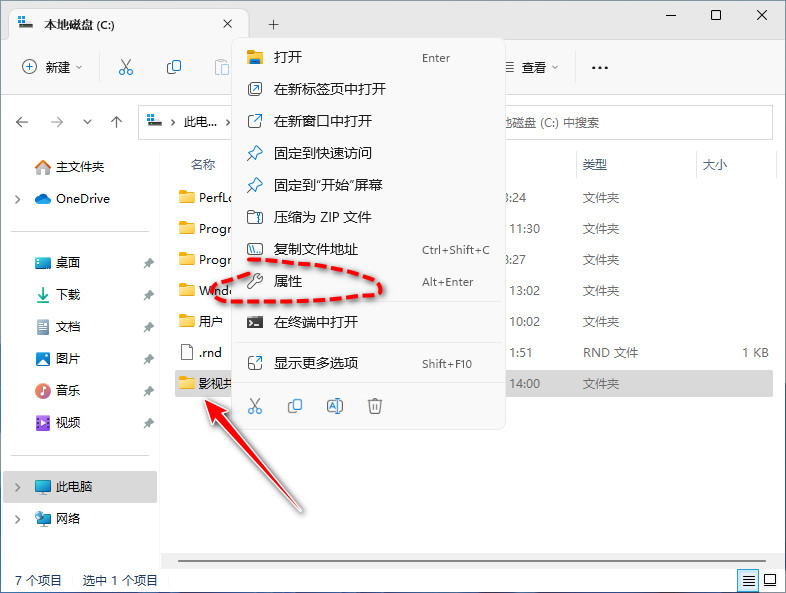 本地磁盘 (C:)
新建
查看
此电...
磁盘 (C:) 中搜索
打开 Enter
在新标签页中打开
在新窗口中打开
固定到快速访问
固定到"开始"屏幕
压缩为 ZIP 文件
复制文件地址 Ctrl+Shift+C
属性 Alt+Enter
在终端中打开
显示更多选项 Shift+F10
主文件夹
OneDrive
桌面
下载
文档
图片
音乐
视频
此电脑
网络
名称 类型 大小
PerfL :24 文件夹
Progr 11:30 文件夹
Progr :27 文件夹
Windo 13:02 文件夹
用户 10:02 文件夹
.rnd 1:51 RND 文件 1 KB
影视共 14:00 文件夹
7 个项目 选中 1 个项目